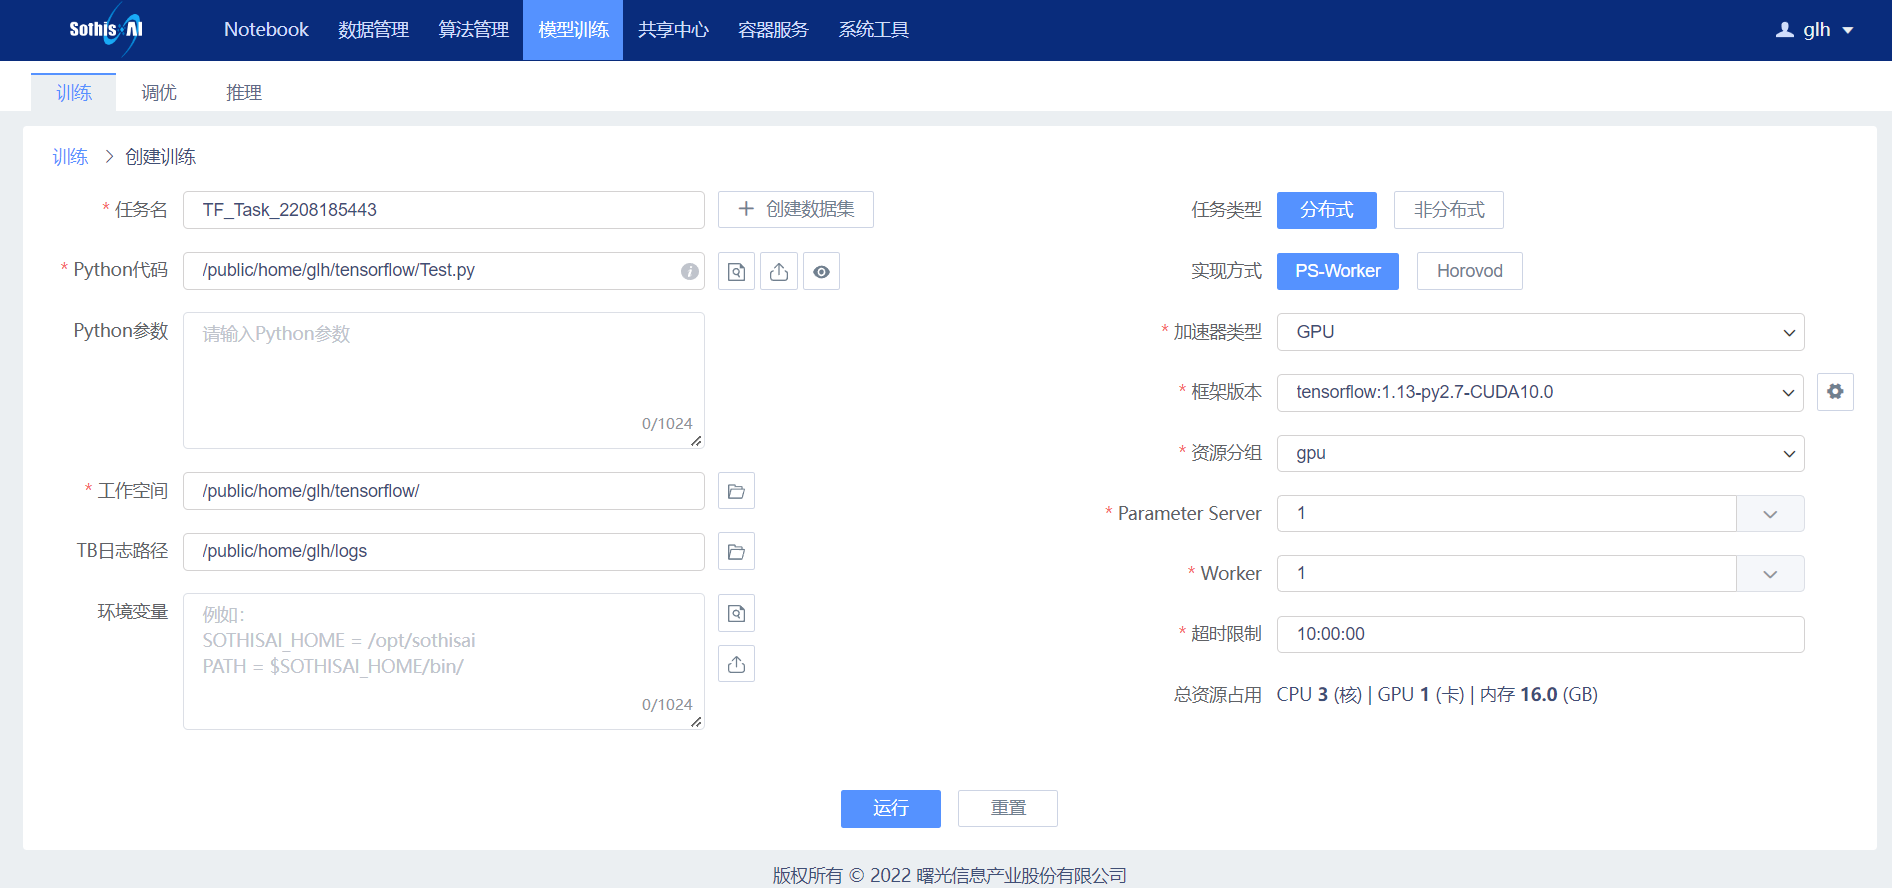 SothisAI
Notebook 数据管理 算法管理 模型训练 共享中心 容器服务 系统工具 glh
训练 调优 推理
训练 > 创建训练
* 任务名 TF_Task_2208185443 + 创建数据集
* Python代码 /public/home/glh/tensorflow/Test.py
Python参数 请输入Python参数
0/1024
* 工作空间 /public/home/glh/tensorflow/
TB日志路径 /public/home/glh/logs
环境变量 例如:
SOTHISAI_HOME = /opt/sothisai
PATH = $SOTHISAI_HOME/bin/
0/1024
任务类型 分布式 非分布式
实现方式 PS-Worker Horovod
* 加速器类型 GPU
* 框架版本 tensorflow:1.13-py2.7-CUDA10.0
* 资源分组 gpu
* Parameter Server 1
* Worker 1
* 超时限制 10:00:00
总资源占用 CPU 3 (核) | GPU 1 (卡) | 内存 16.0 (GB)
运行 重置
版权所有 © 2022 曙光信息产业股份有限公司